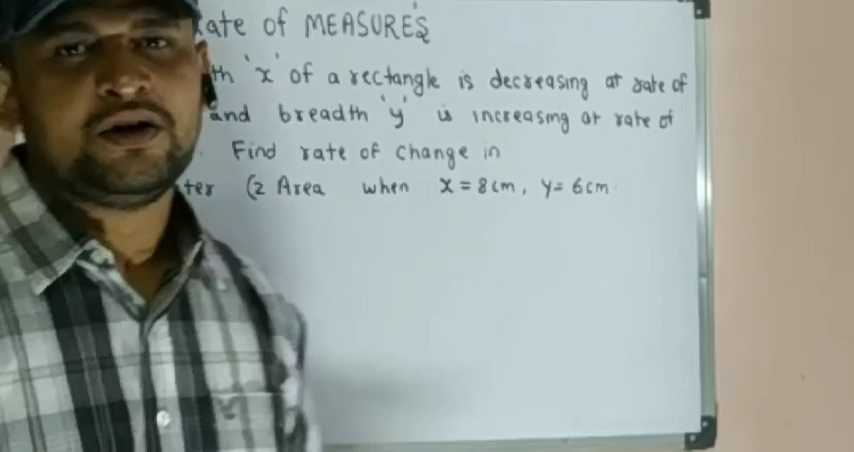 Rate of MEASURES
th 'x' of a rectangle is decreasing at rate of
and breadth 'y' is increasing at rate of
. Find rate of change in
ter (2 Area when x = 8cm, y = 6cm.